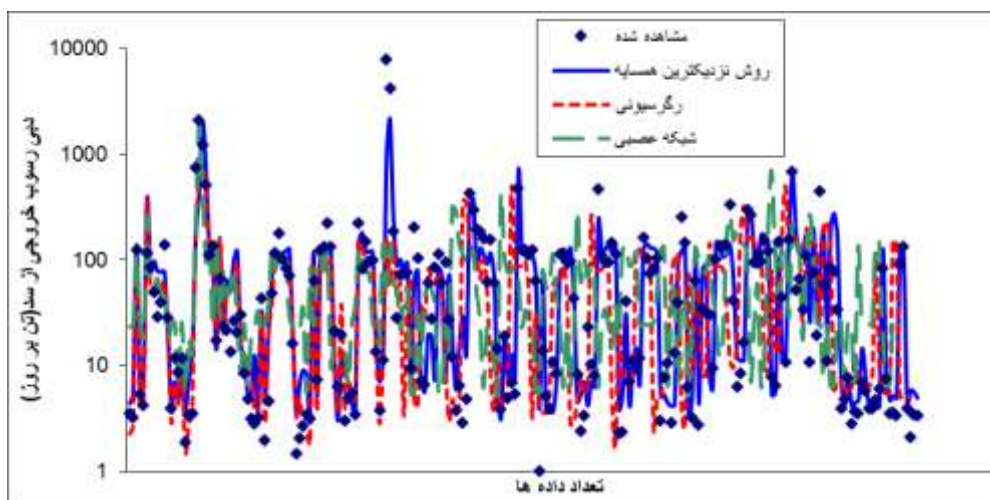 مشاهده شده
روش نزدیکترین همسایه
رگرسیونی
شبکه عصبی
10000
1000
100
10
1
دبی رسوب خروجی از سد(تن بر روز)
تعداد داده ها